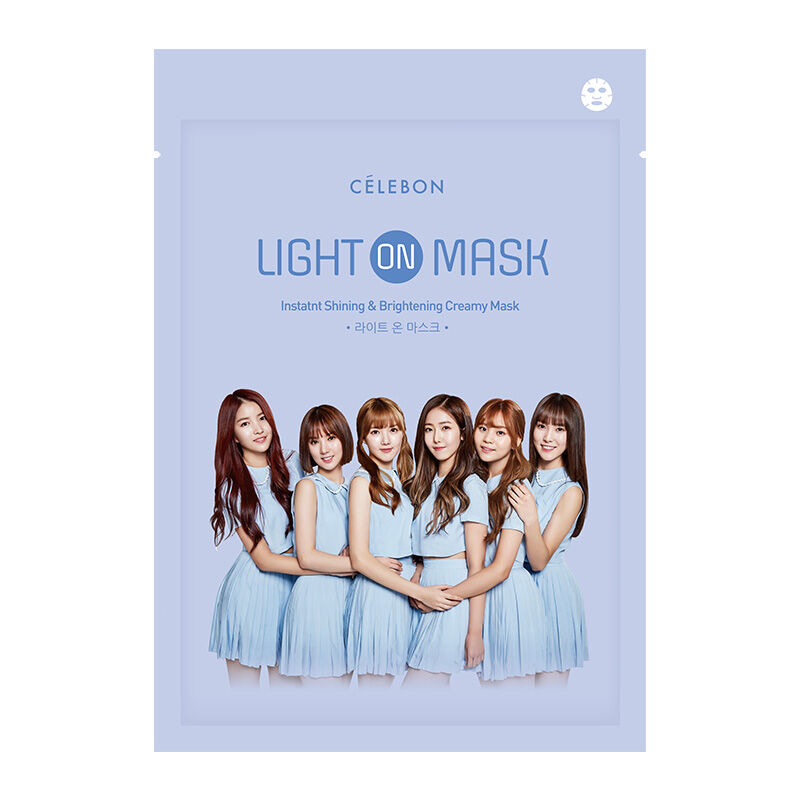 CÉLEBON
LIGHT ON MASK
Instatnt Shining & Brightening Creamy Mask
• 라이트 온 마스크 •